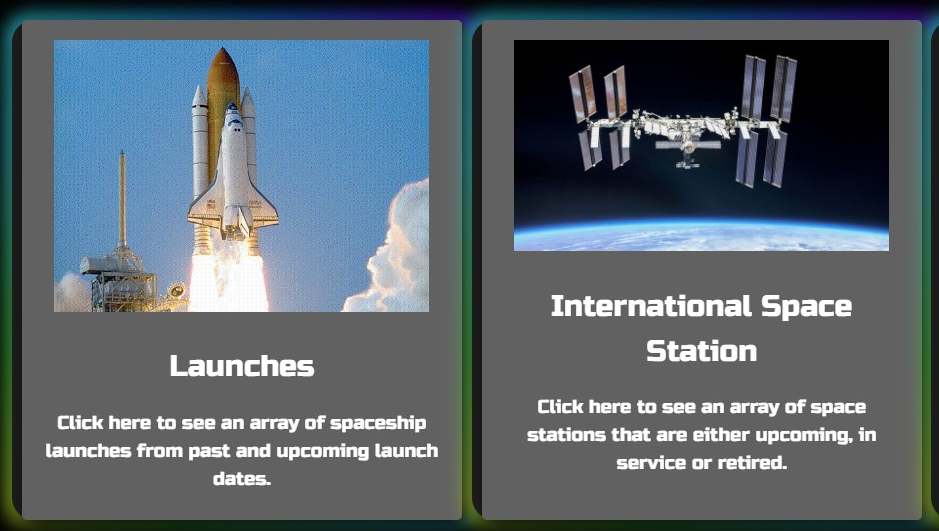 Launches
Click here to see an array of spaceship
launches from past and upcoming launch
dates.
International Space
Station
Click here to see an array of space
stations that are either upcoming, in
service or retired.